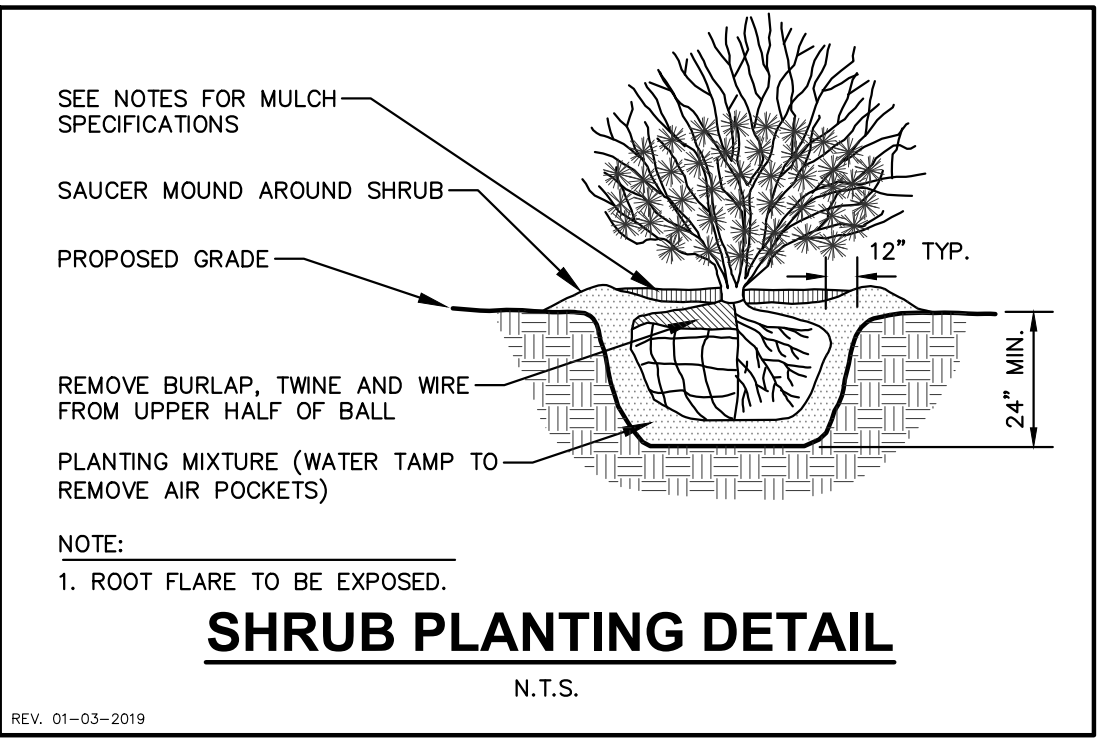 SEE NOTES FOR MULCH
SPECIFICATIONS
SAUCER MOUND AROUND SHRUB
PROPOSED GRADE
12" TYP.
24" MIN.
REMOVE BURLAP, TWINE AND WIRE
FROM UPPER HALF OF BALL
PLANTING MIXTURE (WATER TAMP TO
REMOVE AIR POCKETS)
NOTE:
1. ROOT FLARE TO BE EXPOSED.
SHRUB PLANTING DETAIL
N.T.S.
REV. 01-03-2019